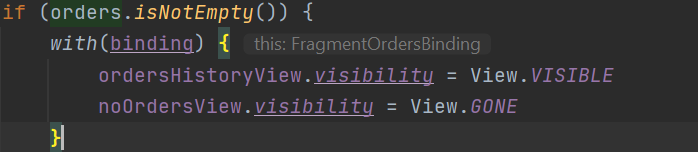 if (orders.isNotEmpty()) {
    with(binding) { this: FragmentOrdersBinding
        ordersHistoryView.visibility = View.VISIBLE
        noOrdersView.visibility = View.GONE
    }